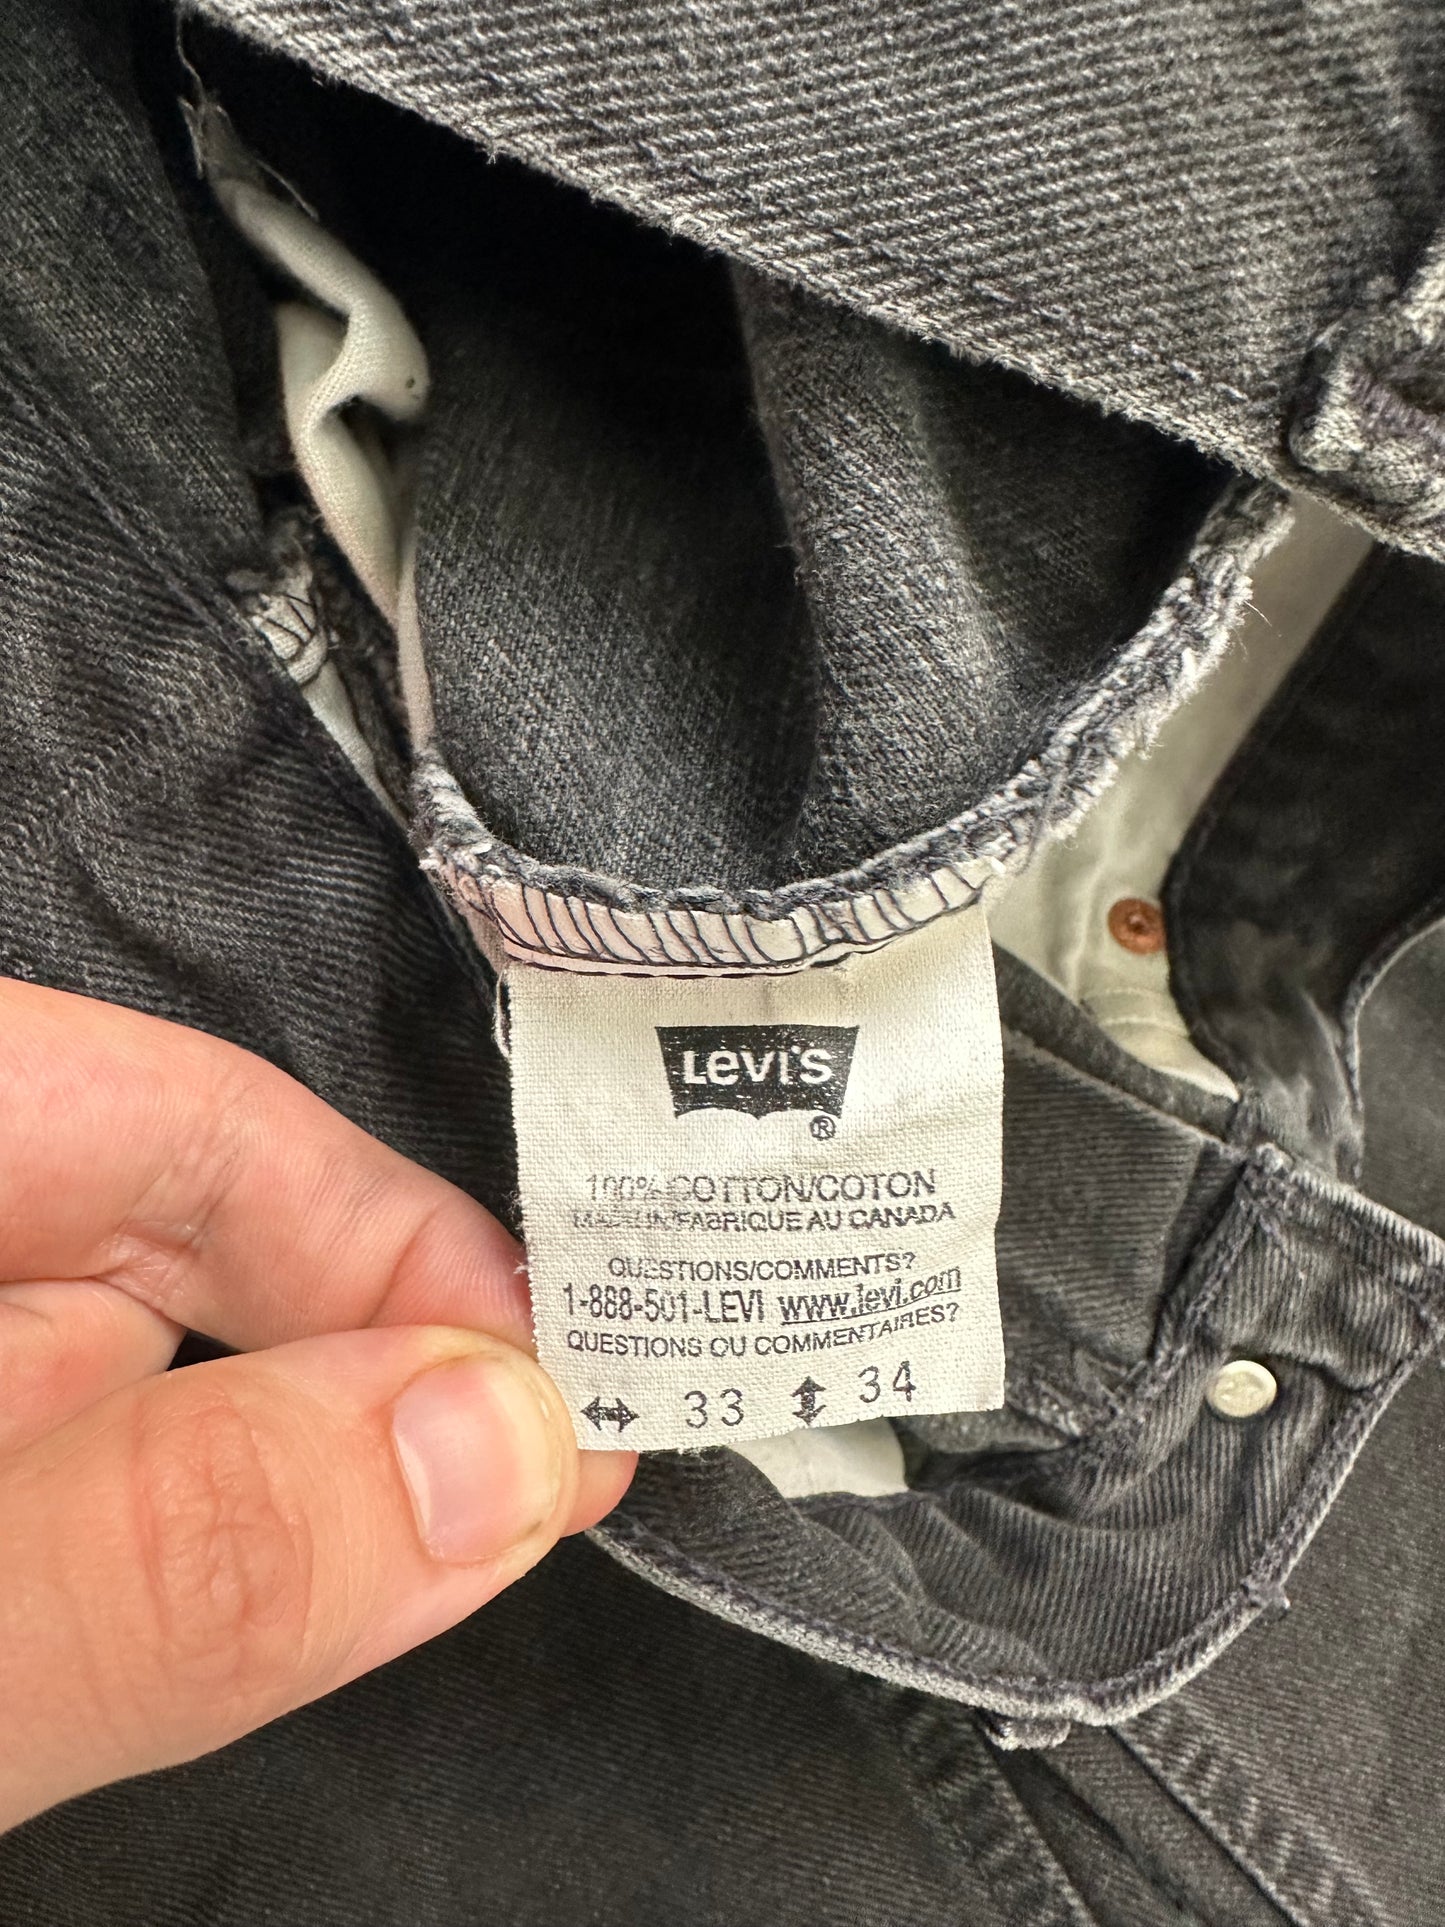 LEVI'S
®
100% COTTON/COTON
MADE IN/FABRIQUE AU CANADA
QUESTIONS/COMMENTS?
1-888-501-LEVI www.levi.com
QUESTIONS OU COMMENTAIRES?
↔ 33 ↕ 34